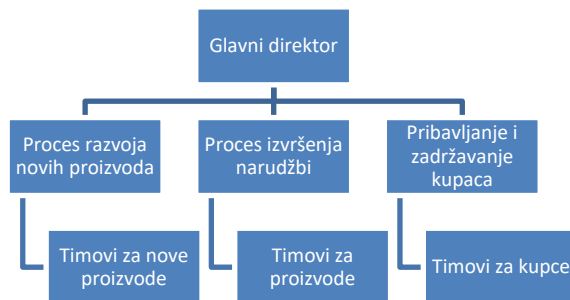 Glavni direktor
Proces razvoja
novih proizvoda
Proces izvršenja
narudžbi
Pribavljanje i
zadržavanje
kupaca
Timovi za nove
proizvode
Timovi za
proizvode
Timovi za kupce